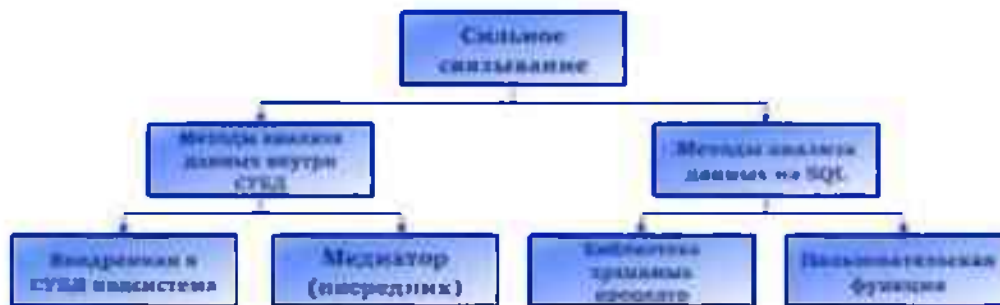 Сильное
связывание
Методы анализа
данных внутри
СУБД
Методы анализа
данных на SQL
Внедренная в
СУБД подсистема
Медиатор
(посредник)
Библиотека
хранимых
Пользовательская
функция